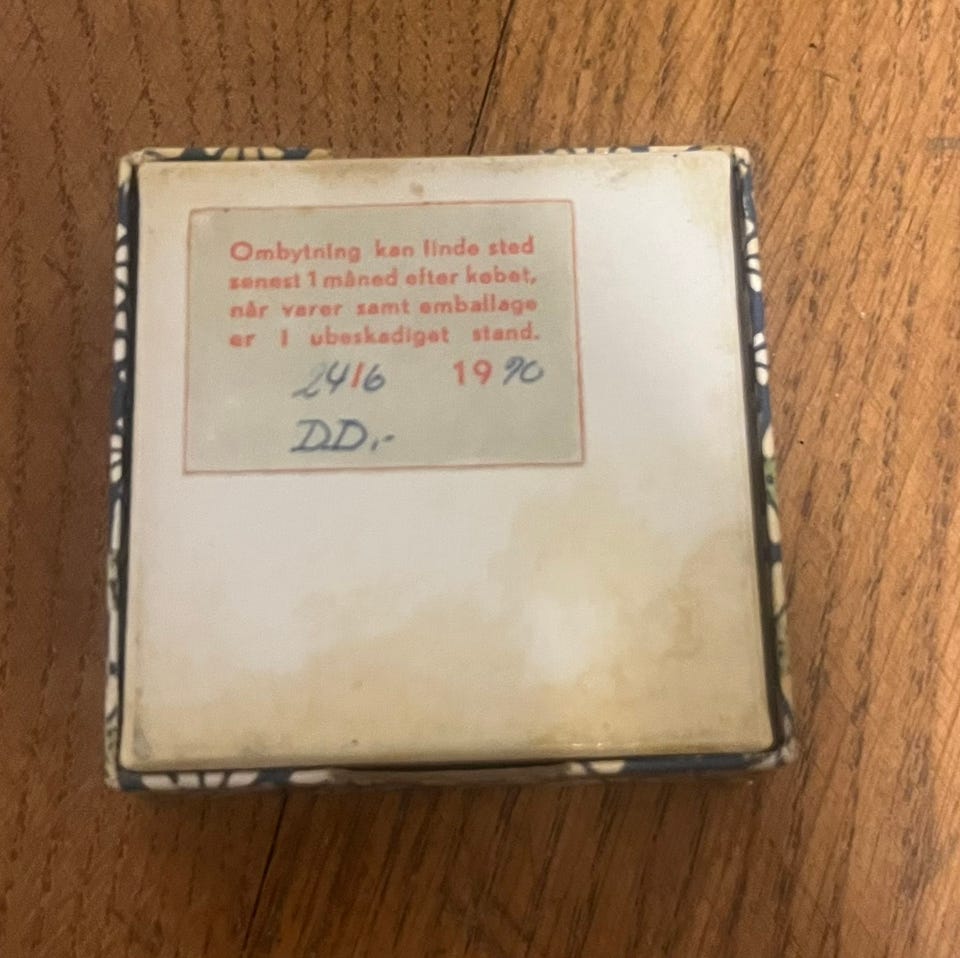 Ombytning kan finde sted
senest 1 måned efter købet,
når varer samt emballage
er i ubeskadiget stand.
24/6 1970
DD.-